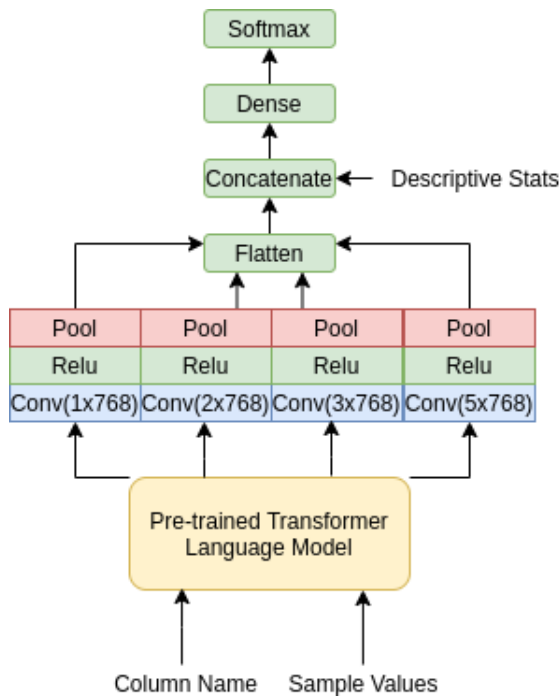 Softmax
Dense
Concatenate
Descriptive Stats
Flatten
Pool Pool Pool Pool
Relu Relu Relu Relu
Conv(1x768) Conv(2x768) Conv(3x768) Conv(5x768)
Pre-trained Transformer
Language Model
Column Name
Sample Values